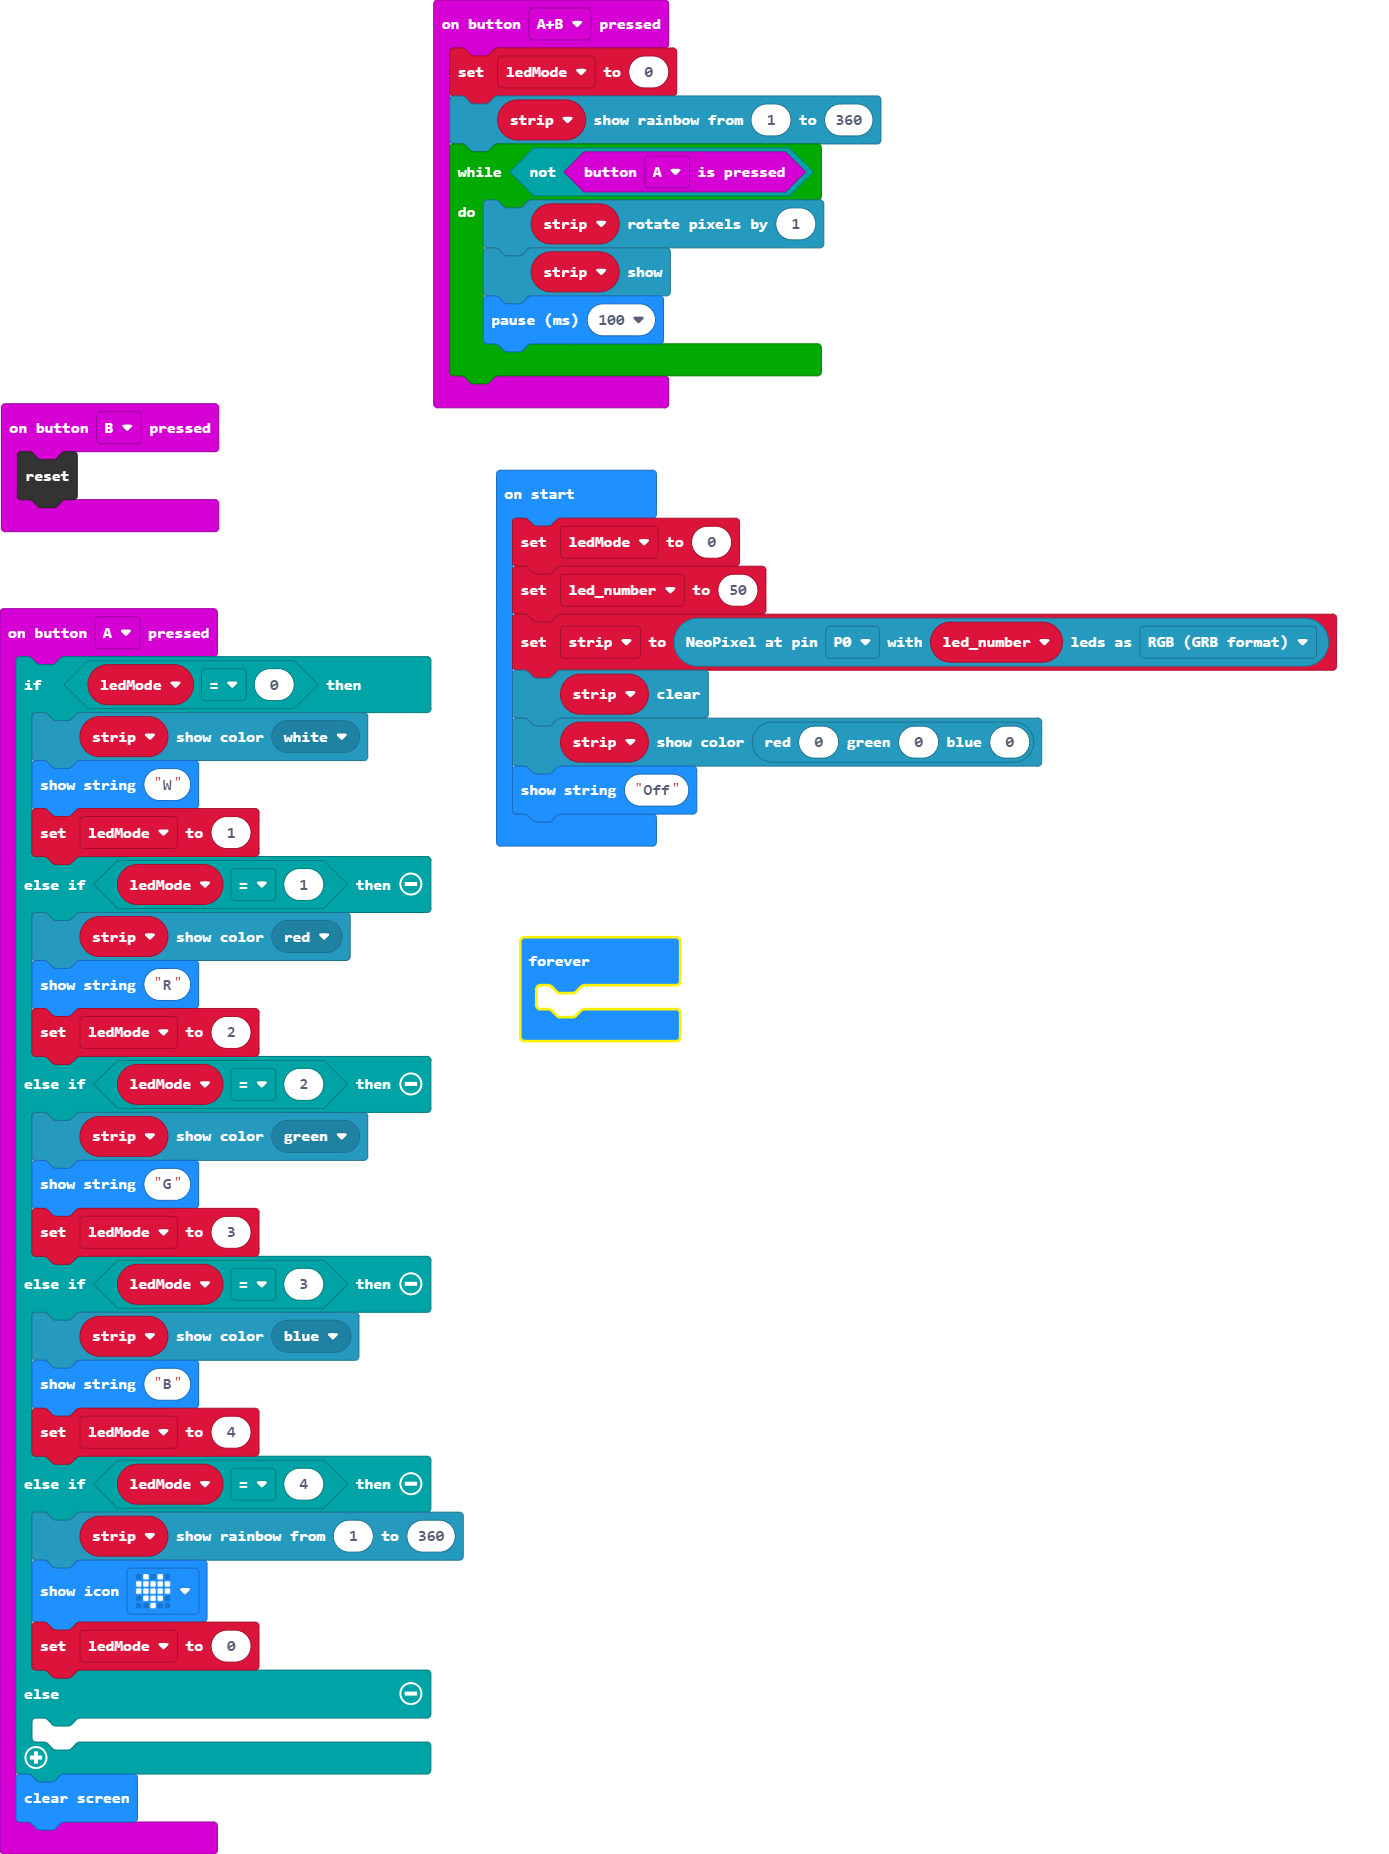 on button A+B pressed
set ledMode to 0
strip show rainbow from 1 to 360
while not button A is pressed
do
strip rotate pixels by 1
strip show
pause (ms) 100
on button B pressed
reset
on start
set ledMode to 0
set led_number to 50
set strip to NeoPixel at pin P0 with led_number leds as RGB (GRB format)
strip clear
strip show color red 0 green 0 blue 0
show string "Off"
forever
on button A pressed
if ledMode = 0 then
strip show color white
show string "W"
set ledMode to 1
else if ledMode = 1 then
strip show color red
show string "R"
set ledMode to 2
else if ledMode = 2 then
strip show color green
show string "G"
set ledMode to 3
else if ledMode = 3 then
strip show color blue
show string "B"
set ledMode to 4
else if ledMode = 4 then
strip show rainbow from 1 to 360
show icon
set ledMode to 0
else
clear screen